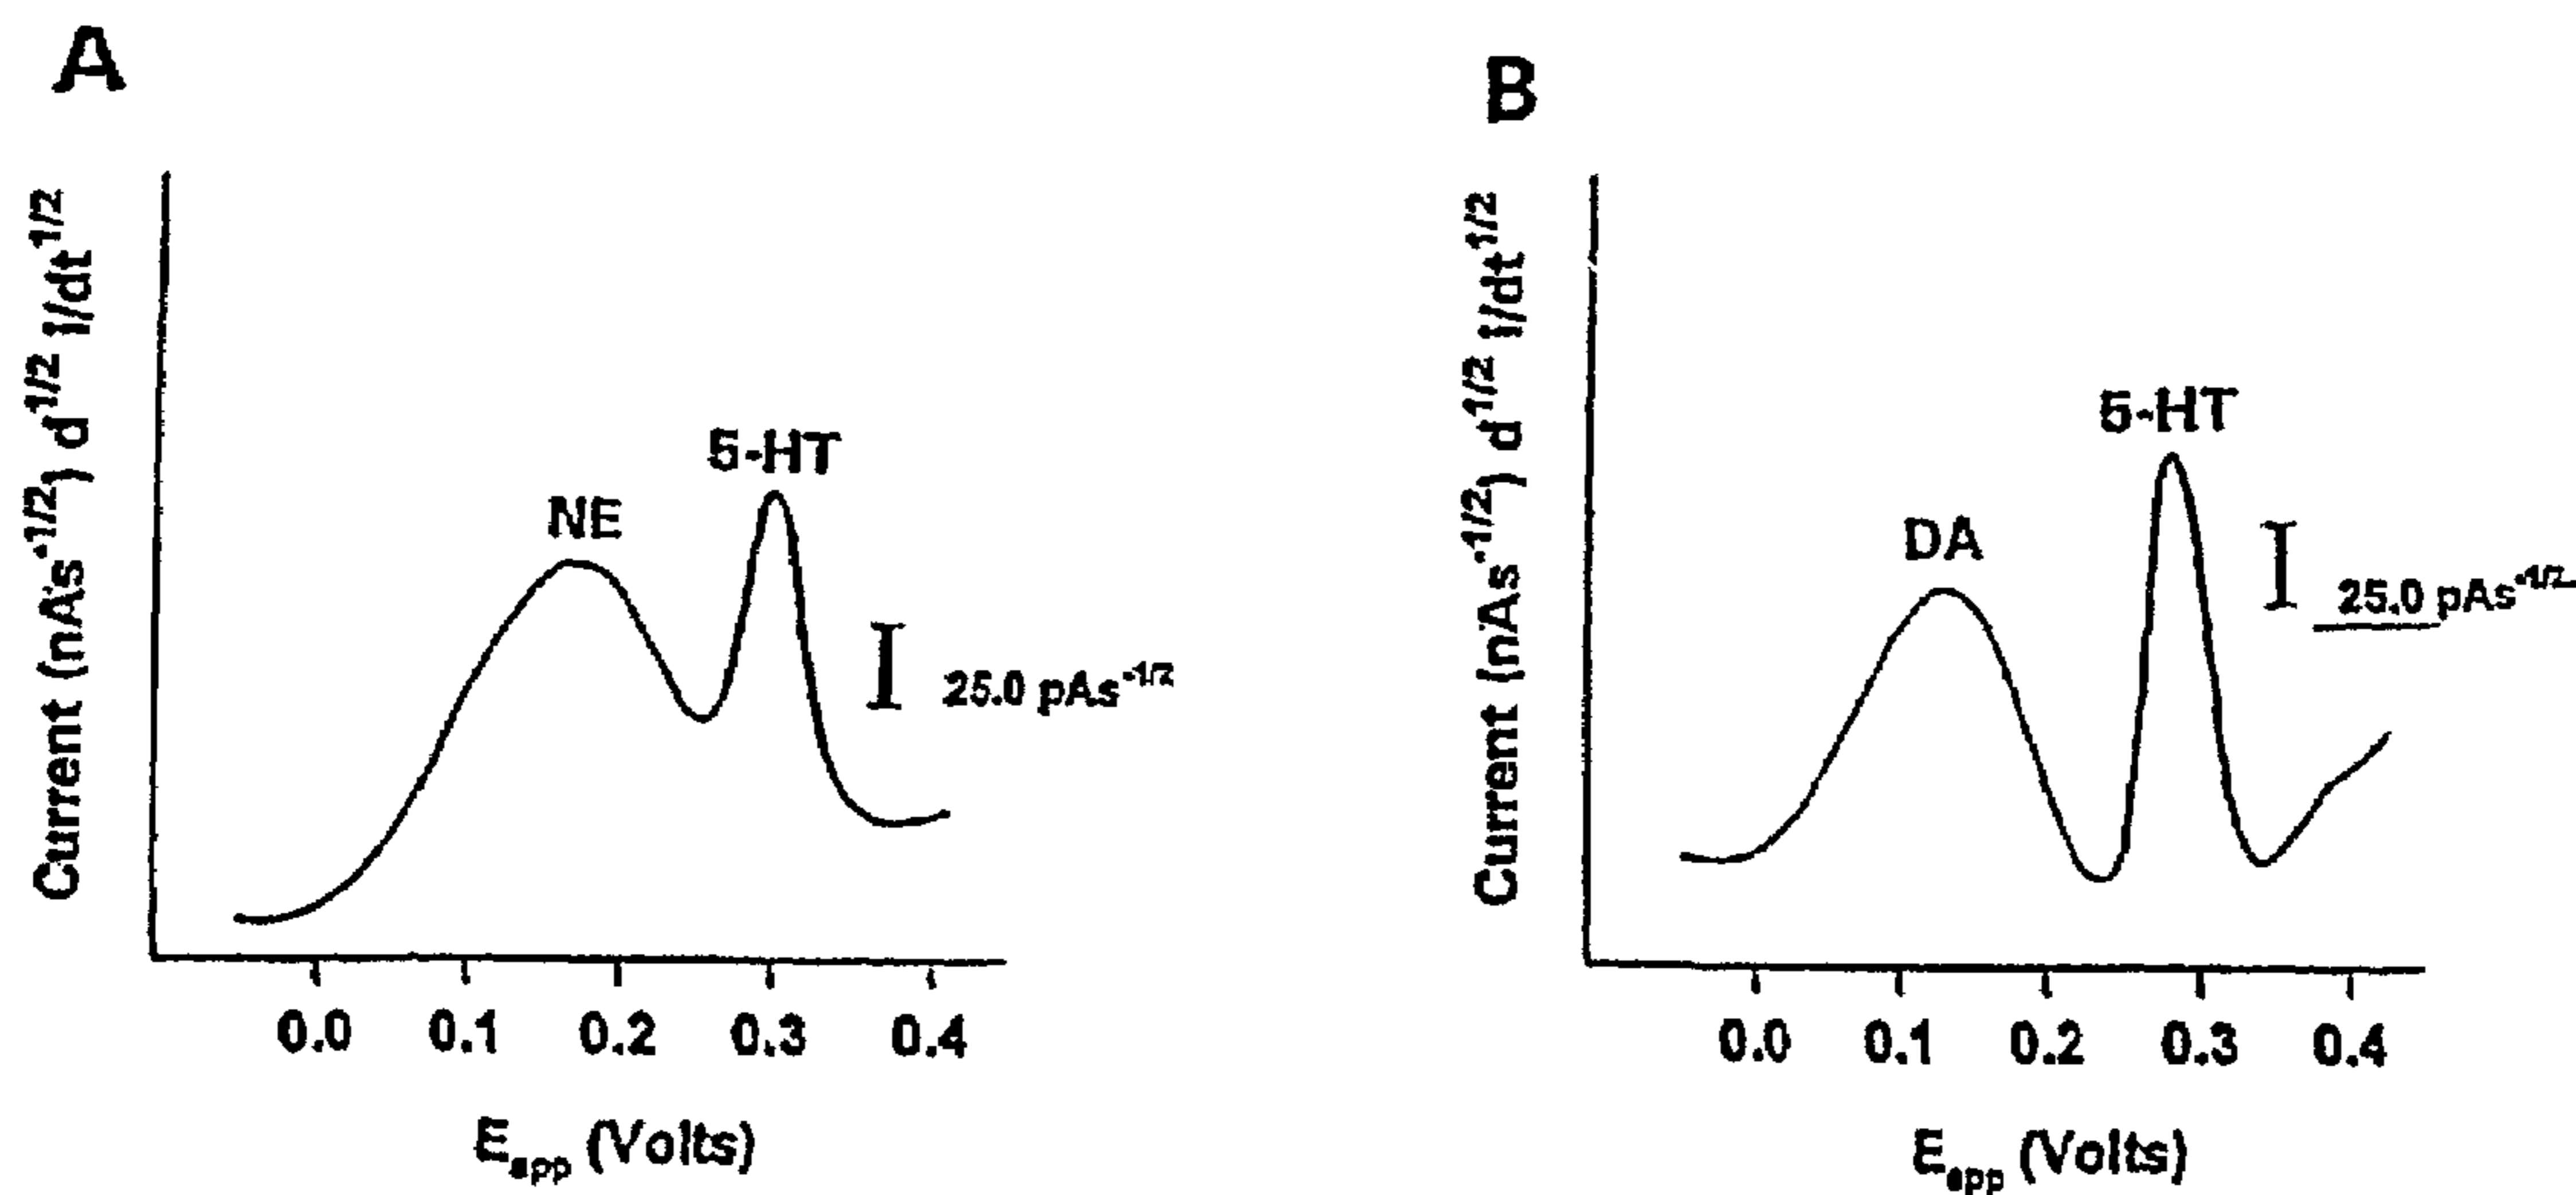 A
Current (nAs^-1/2) d^1/2 I/dt^1/2
NE
5-HT
25.0 pAs^-1/2
0.0 0.1 0.2 0.3 0.4
E_app (Volts)
B
Current (nAs^-1/2) d^1/2 I/dt^1/2
DA
5-HT
25.0 pAs^-1/2
0.0 0.1 0.2 0.3 0.4
E_app (Volts)